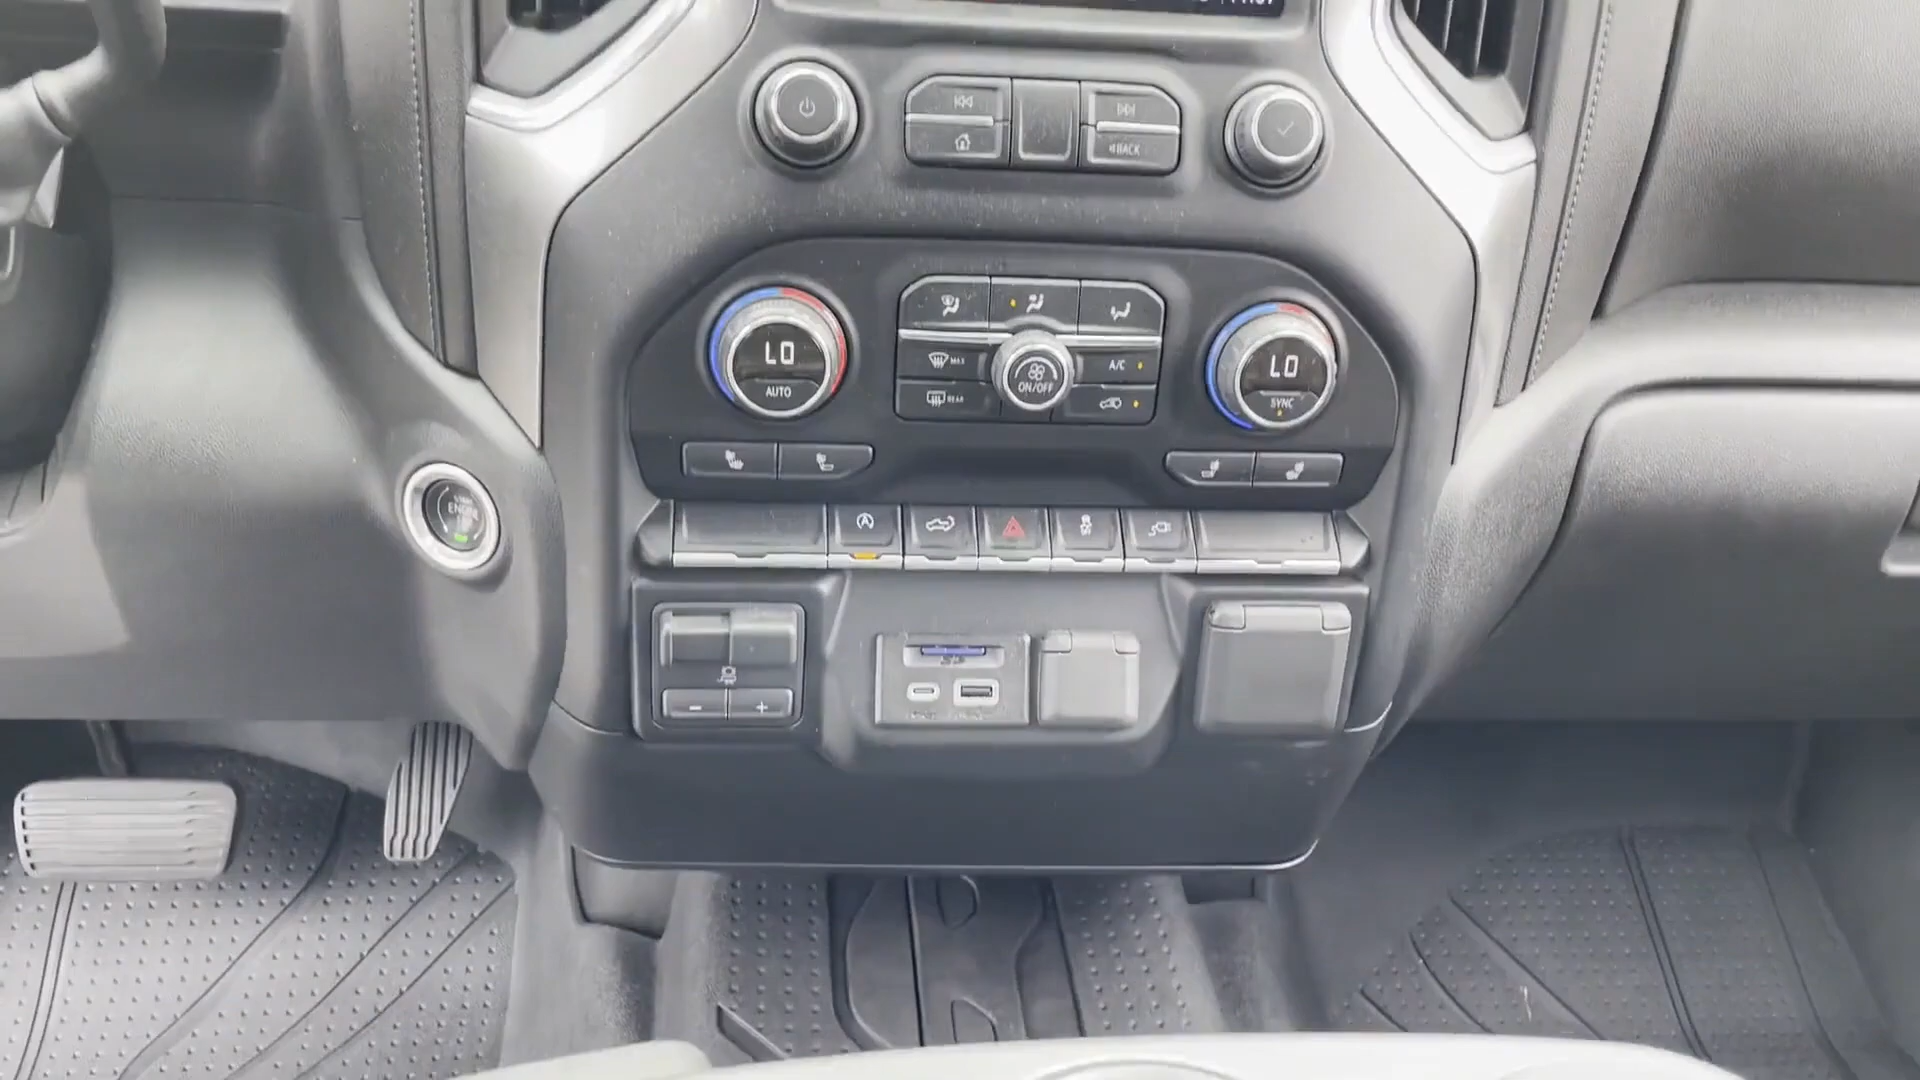 BACK
LO
AUTO
MAX
REAR
ON/OFF
A/C
LO
SYNC
ENGINE
A
- +